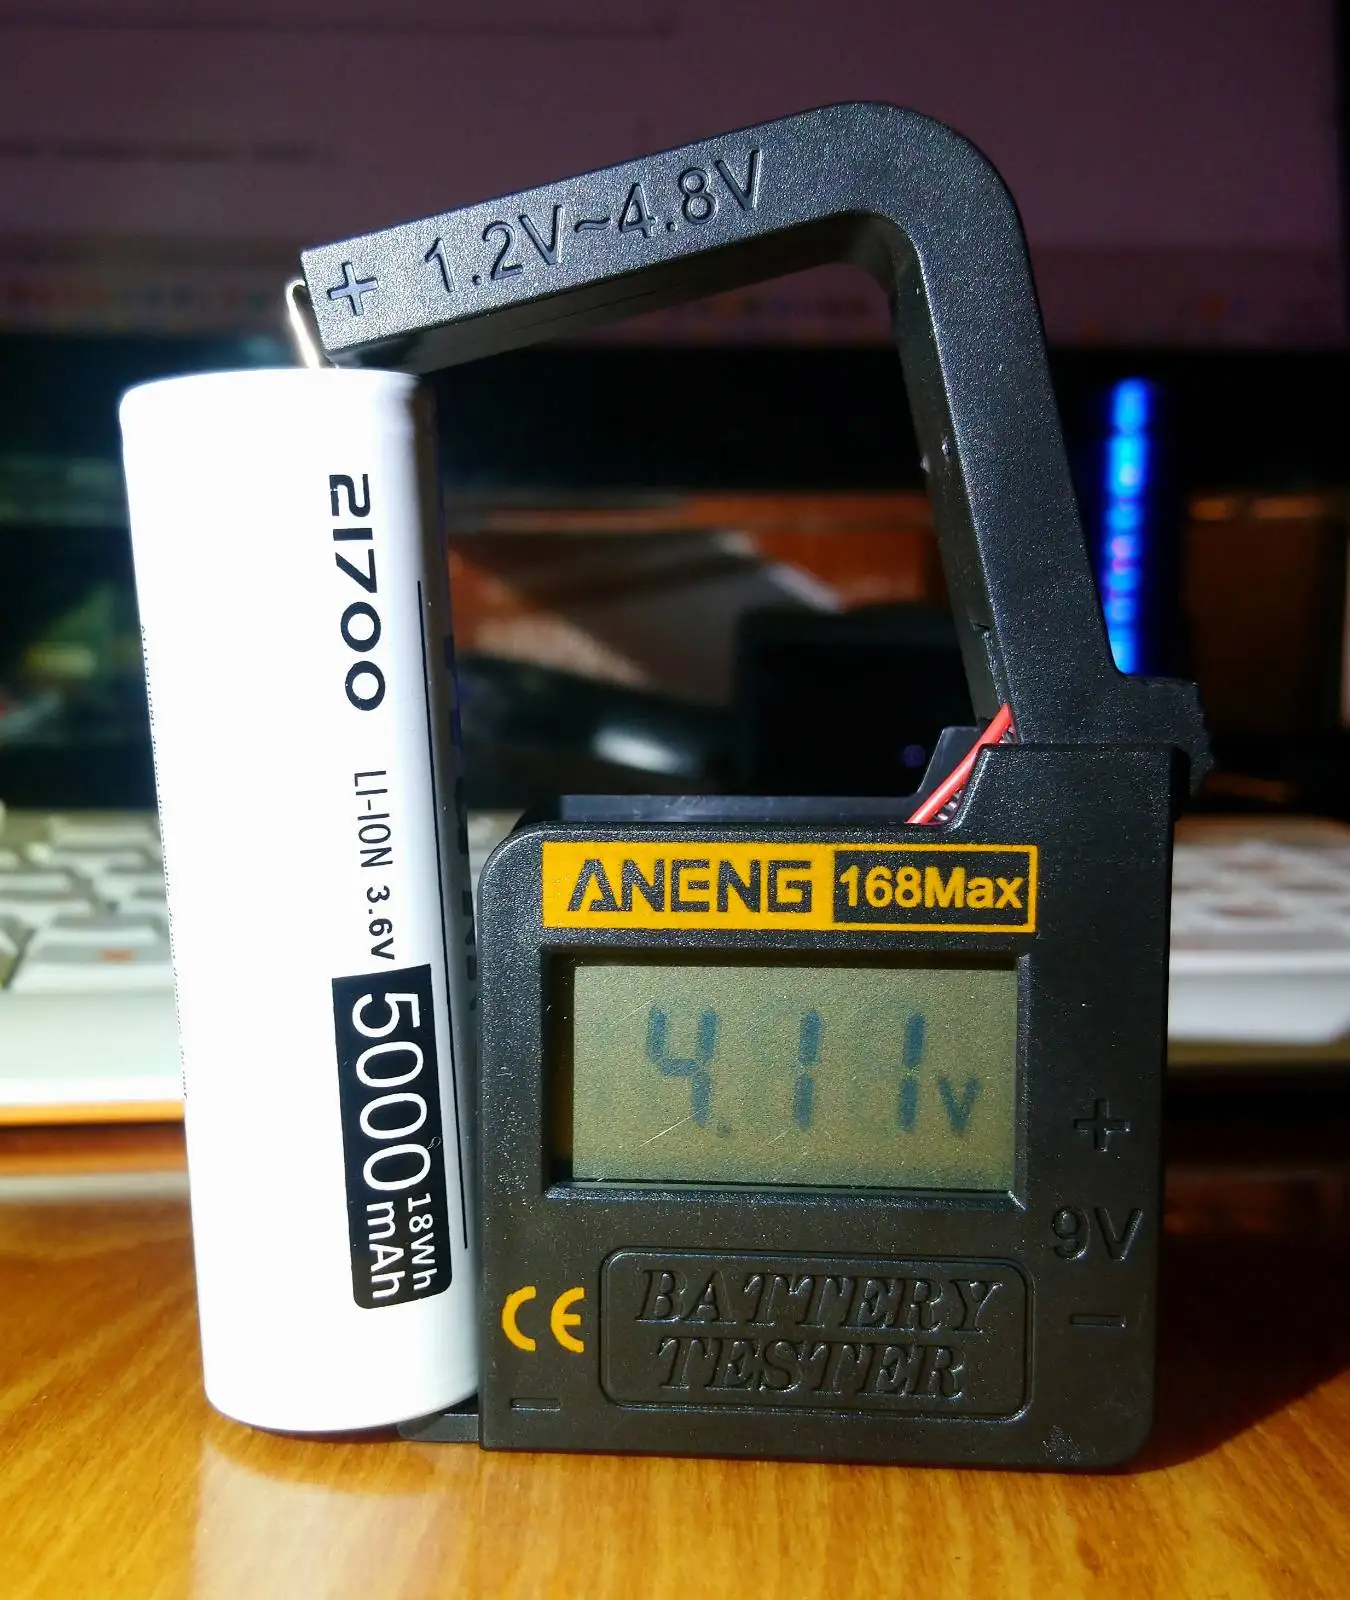 + 1.2V~4.8V
21700
LI-ION 3.6V
5000mAh
18Wh
ANENG 168Max
4.11V
+
9V
−
CE
BATTERY
TESTER
−